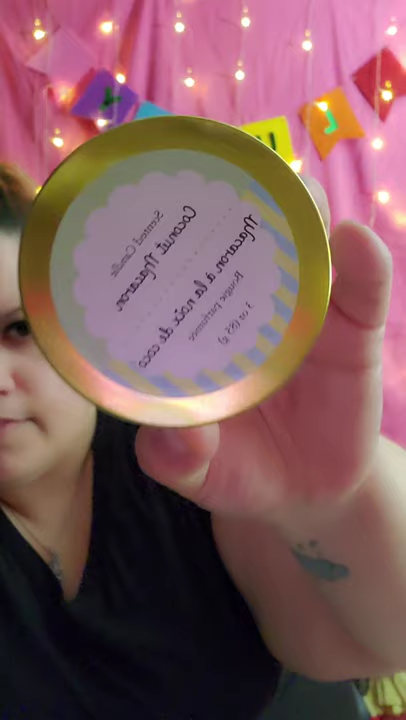 Scented Candle
Coconut Macaron
Macaron à la noix de coco
Bougie parfumée
3 oz (85 g)